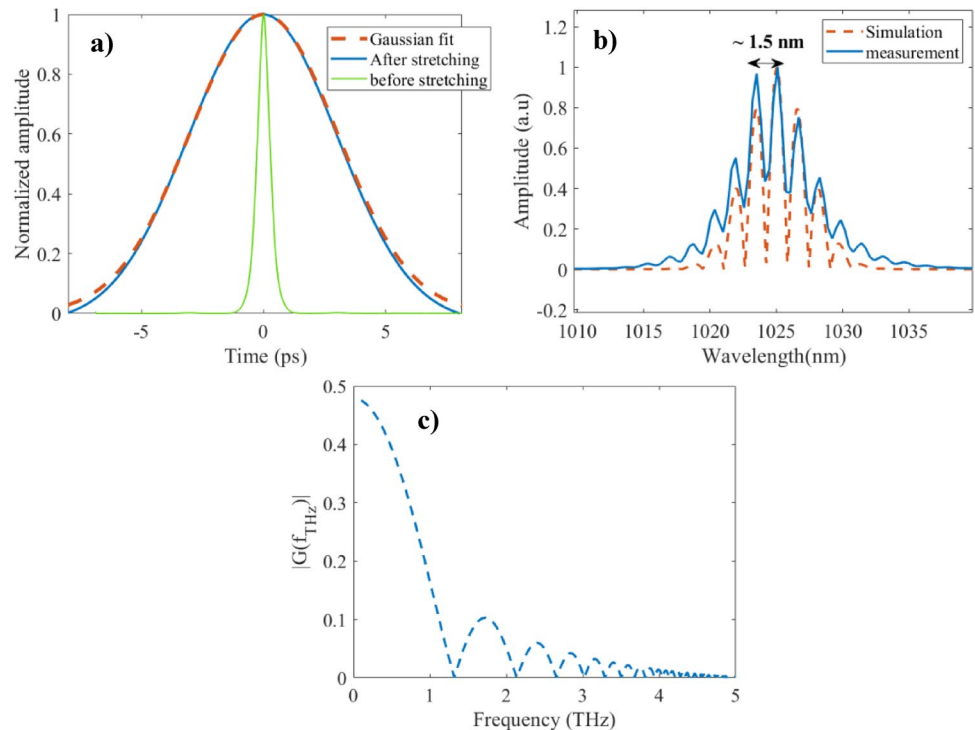 a)
Gaussian fit
After stretching
before stretching
Normalized amplitude
1
0.8
0.6
0.4
0.2
0
-5
0
5
Time (ps)
b)
~ 1.5 nm
Simulation
measurement
Amplitude (a.u)
1
0.8
0.6
0.4
0.2
0
-0.2
1010
1015
1020
1025
1030
1035
Wavelength(nm)
c)
|G(f_THz)|
0.5
0.4
0.3
0.2
0.1
0
0
1
2
3
4
5
Frequency (THz)